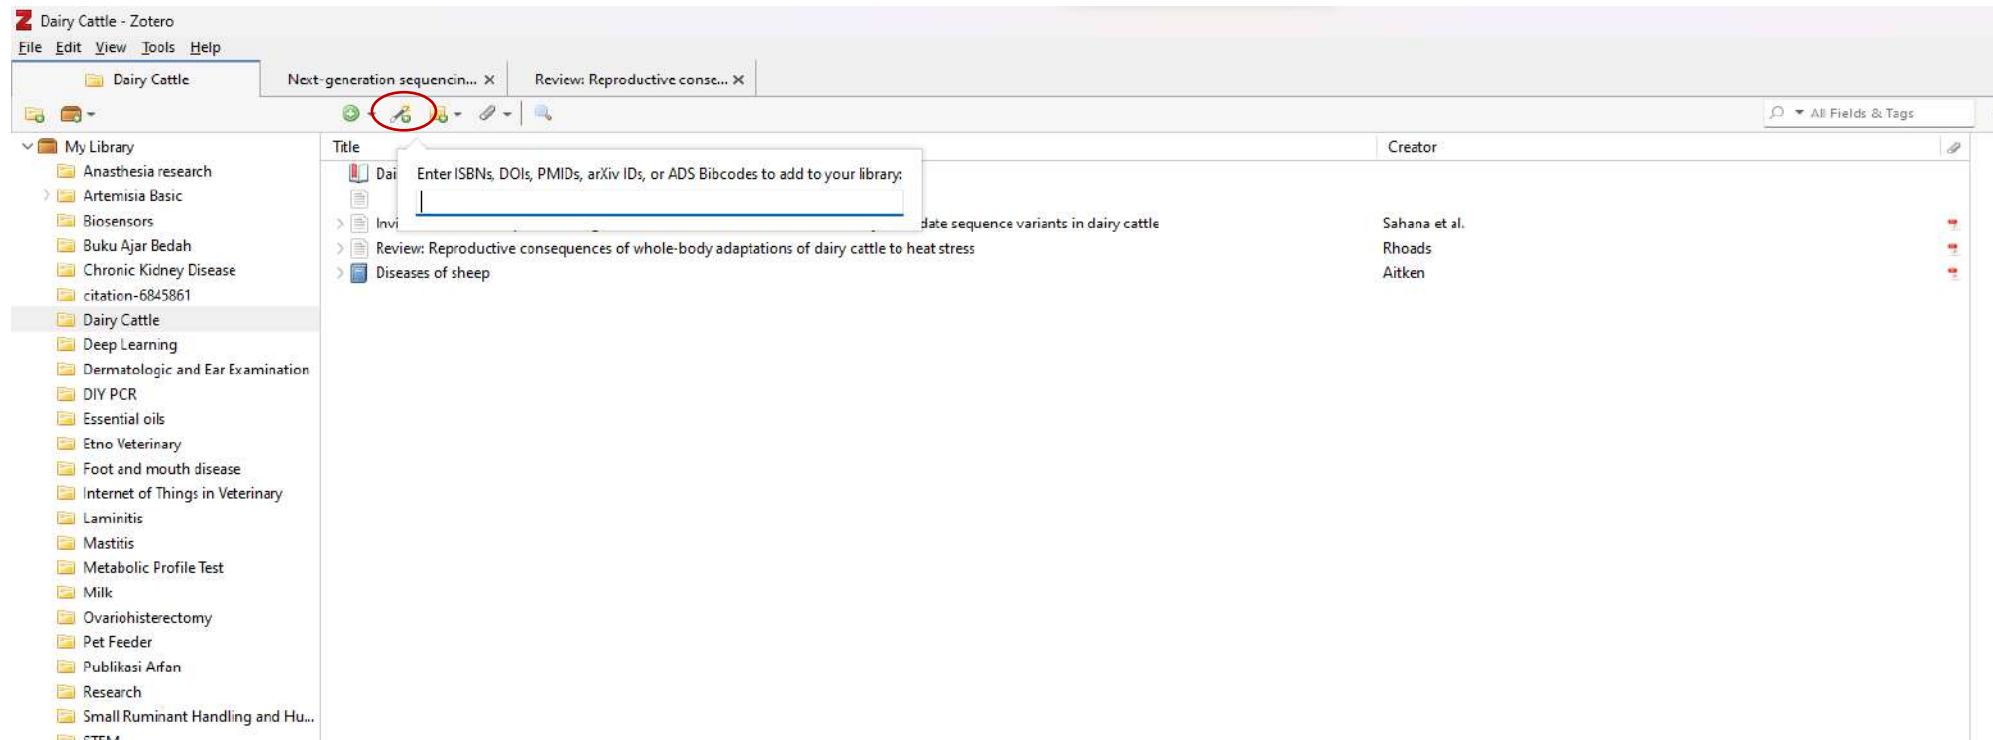 Dairy Cattle - Zotero
File Edit View Tools Help
Dairy Cattle Next-generation sequencin... Review: Reproductive conse...
All Fields & Tags
My Library
Title Creator
Anasthesia research
Dai
Enter ISBNs, DOIs, PMIDs, arXiv IDs, or ADS Bibcodes to add to your library:
Artemisia Basic
Biosensors
Invi date sequence variants in dairy cattle Sahana et al.
Buku Ajar Bedah
Review: Reproductive consequences of whole-body adaptations of dairy cattle to heat stress Rhoads
Chronic Kidney Disease
Diseases of sheep Aitken
citation-6845861
Dairy Cattle
Deep Learning
Dermatologic and Ear Examination
DIY PCR
Essential oils
Etno Veterinary
Foot and mouth disease
Internet of Things in Veterinary
Laminitis
Mastitis
Metabolic Profile Test
Milk
Ovariohisterectomy
Pet Feeder
Publikasi Arfan
Research
Small Ruminant Handling and Hu...
STEM